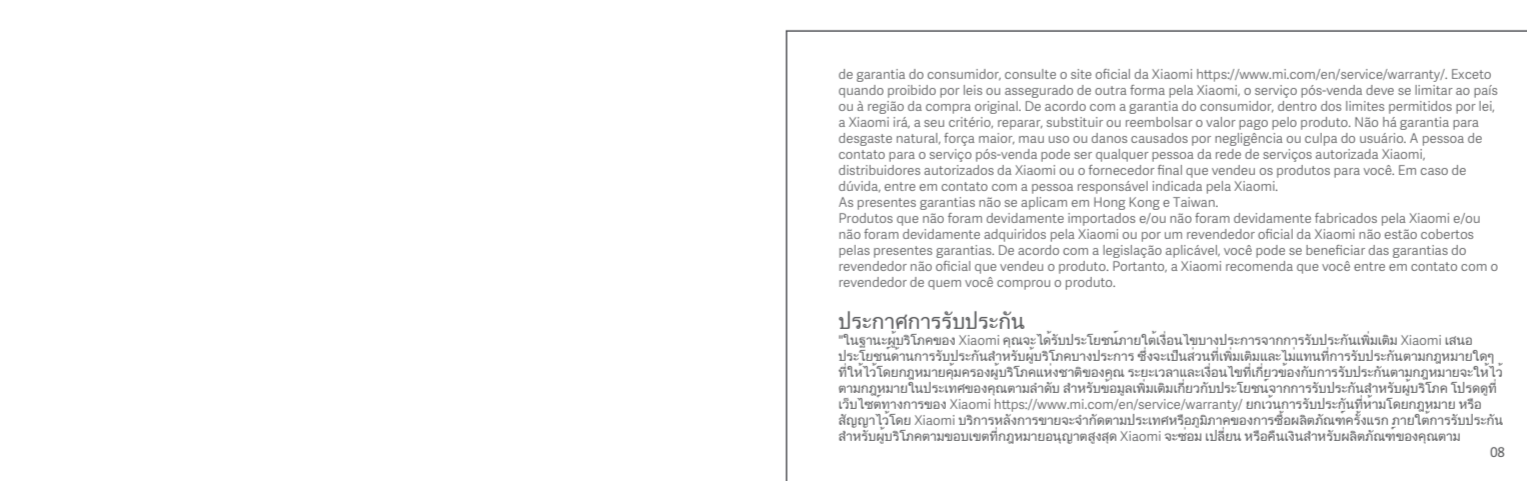 de garantia do consumidor, consulte o site oficial da Xiaomi https://www.mi.com/en/service/warranty/. Exceto
quando proibido por leis ou assegurado de outra forma pela Xiaomi, o serviço pós-venda deve se limitar ao país
ou à região da compra original. De acordo com a garantia do consumidor, dentro dos limites permitidos por lei,
a Xiaomi irá, a seu critério, reparar, substituir ou reembolsar o valor pago pelo produto. Não há garantia para
desgaste natural, força maior, mau uso ou danos causados por negligência ou culpa do usuário. A pessoa de
contato para o serviço pós-venda pode ser qualquer pessoa da rede de serviços autorizada Xiaomi,
distribuidores autorizados da Xiaomi ou o fornecedor final que vendeu os produtos para você. Em caso de
dúvida, entre em contato com a pessoa responsável indicada pela Xiaomi.
As presentes garantias não se aplicam em Hong Kong e Taiwan.
Produtos que não foram devidamente importados e/ou não foram devidamente fabricados pela Xiaomi e/ou
não foram devidamente adquiridos pela Xiaomi ou por um revendedor oficial da Xiaomi não estão cobertos
pelas presentes garantias. De acordo com a legislação aplicável, você pode se beneficiar das garantias do
revendedor não oficial que vendeu o produto. Portanto, a Xiaomi recomenda que você entre em contato com o
revendedor de quem você comprou o produto.
ประกาศการรับประกัน
"ในฐานะผู้บริโภคของ Xiaomi คุณจะได้รับประโยชน์ภายใต้เงื่อนไขบางประการจากการรับประกันเพิ่มเติม Xiaomi เสนอ
ประโยชน์ด้านการรับประกันสำหรับผู้บริโภคบางประการ ซึ่งจะเป็นส่วนที่เพิ่มเติมและไม่แทนที่การรับประกันตามกฎหมายใดๆ
ที่ให้ไว้โดยกฎหมายคุ้มครองผู้บริโภคแห่งชาติของคุณ ระยะเวลาและเงื่อนไขที่เกี่ยวข้องกับการรับประกันตามกฎหมายจะให้ไว้
ตามกฎหมายในประเทศของคุณตามลำดับ สำหรับข้อมูลเพิ่มเติมเกี่ยวกับประโยชน์จากการรับประกันสำหรับผู้บริโภค โปรดดูที่
เว็บไซต์ทางการของ Xiaomi https://www.mi.com/en/service/warranty/ ยกเว้นการรับประกันที่ห้ามโดยกฎหมาย หรือ
สัญญาไว้โดย Xiaomi บริการหลังการขายจะจำกัดตามประเทศหรือภูมิภาคของการซื้อผลิตภัณฑ์ครั้งแรก ภายใต้การรับประกัน
สำหรับผู้บริโภคตามขอบเขตที่กฎหมายอนุญาตสูงสุด Xiaomi จะซ่อม เปลี่ยน หรือคืนเงินสำหรับผลิตภัณฑ์ของคุณตาม
08